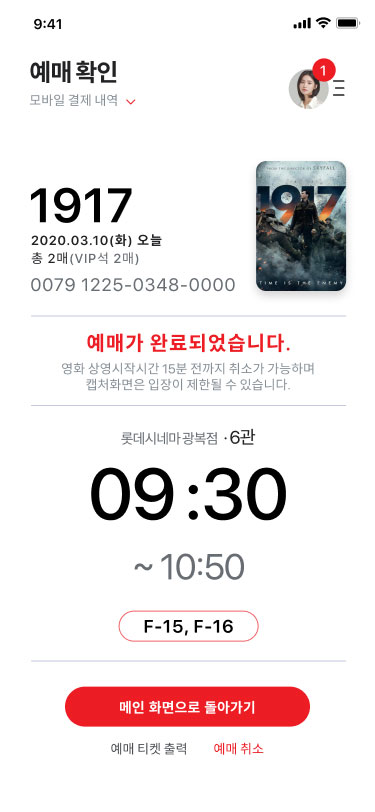 9:41
예매 확인
1
모바일 결제 내역
FROM THE DIRECTOR OF SKYFALL
1917
TIME IS THE ENEMY
1917
2020.03.10(화) 오늘
총 2매(VIP석 2매)
0079 1225-0348-0000
예매가 완료되었습니다.
영화 상영시작시간 15분 전까지 취소가 가능하며
캡처화면은 입장이 제한될 수 있습니다.
롯데시네마광복점 · 6관
09:30
~ 10:50
F-15, F-16
메인 화면으로 돌아가기
예매 티켓 출력 예매 취소